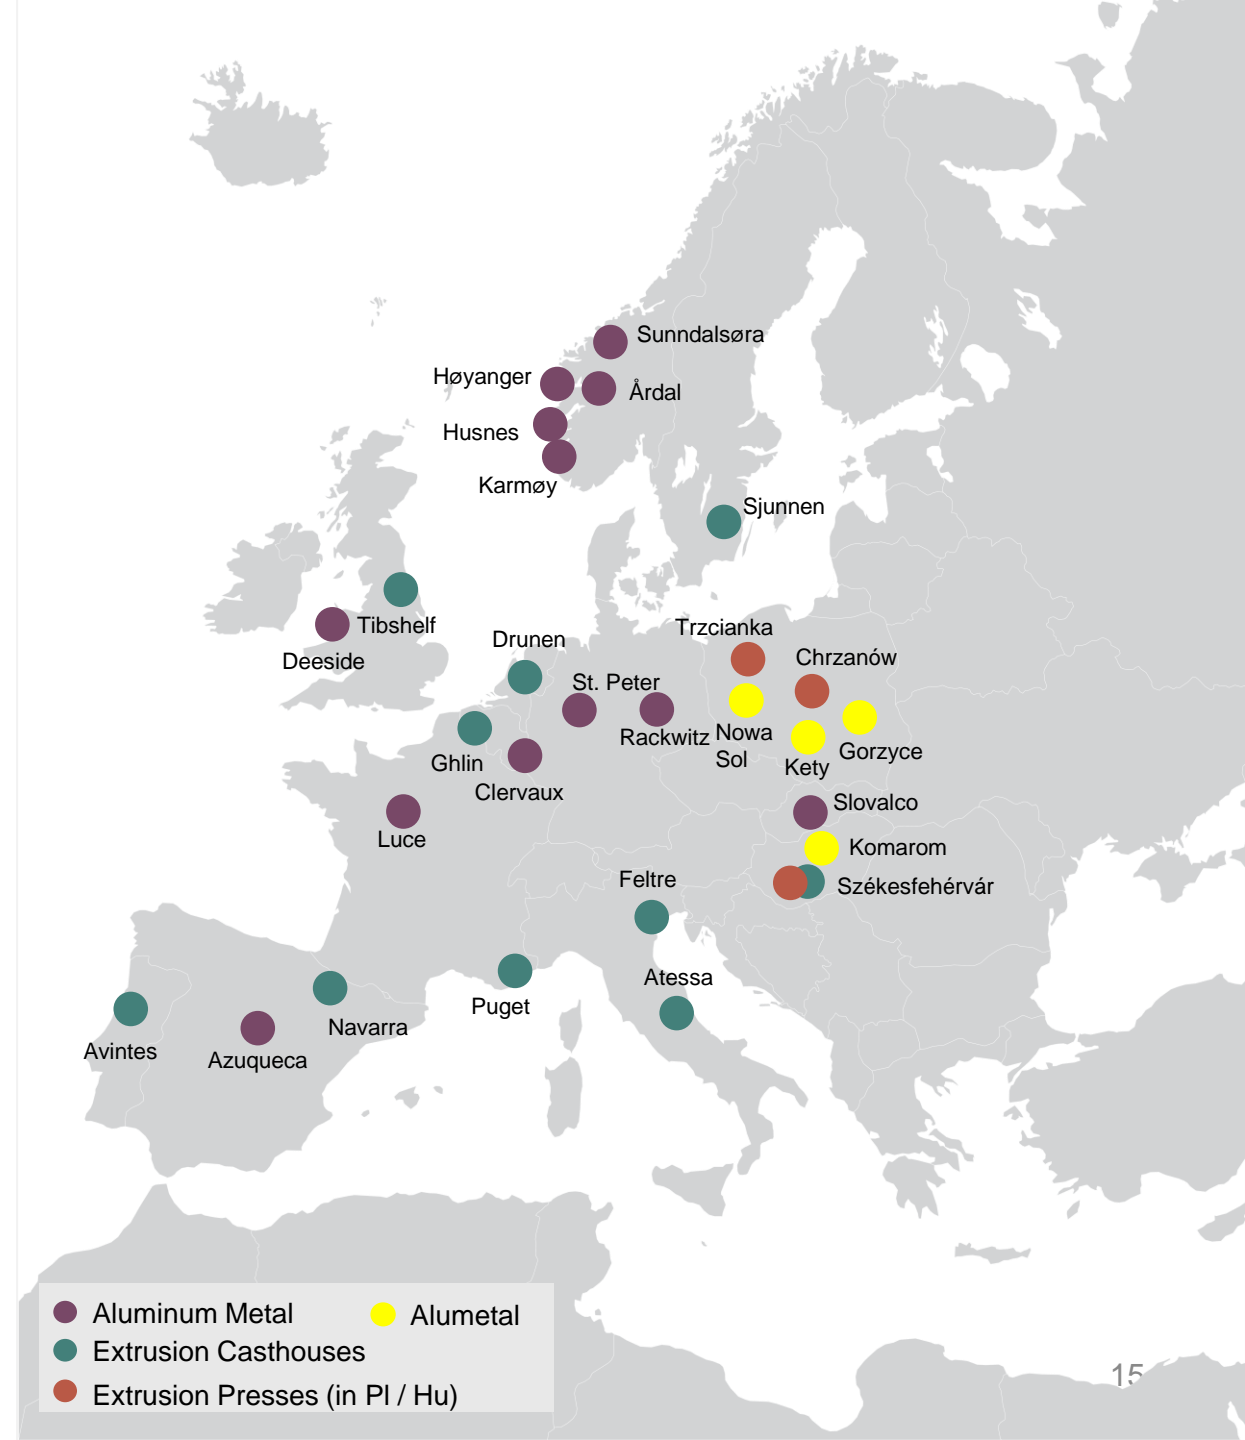 Sunndalsøra
Høyanger
Årdal
Husnes
Karmøy
Sjunnen
Tibshelf
Deeside
Trzcianka
Drunen
Chrzanów
St. Peter
Rackwitz
Nowa
Sol
Gorzyce
Ghlin
Kety
Clervaux
Slovalco
Luce
Komarom
Feltre
Székesfehérvár
Atessa
Puget
Navarra
Avintes
Azuqueca
Aluminum Metal
Alumetal
Extrusion Casthouses
Extrusion Presses (in Pl / Hu)
15